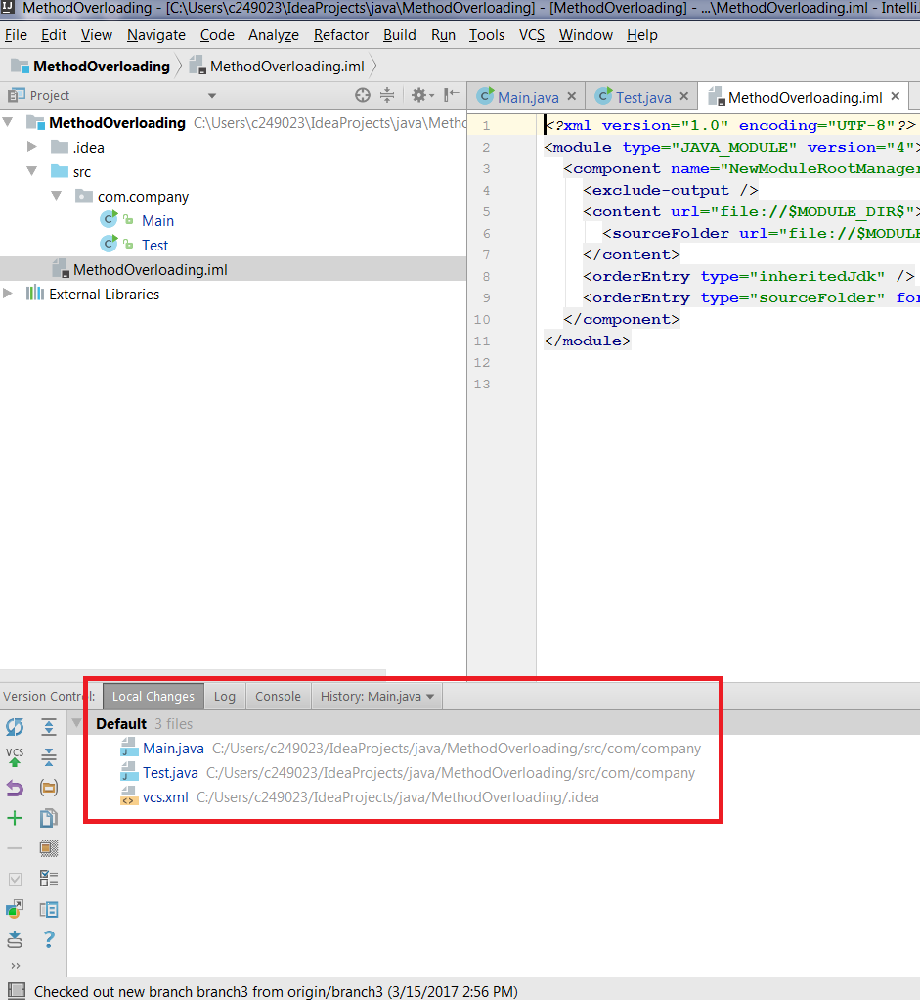 MethodOverloading - [C:\Users\c249023\IdeaProjects\java\MethodOverloading] - [MethodOverloading] - ...\MethodOverloading.iml - IntelliJ
File Edit View Navigate Code Analyze Refactor Build Run Tools VCS Window Help
MethodOverloading MethodOverloading.iml
Project
Main.java Test.java MethodOverloading.iml
MethodOverloading C:\Users\c249023\IdeaProjects\java\Metho
.idea
src
com.company
Main
Test
MethodOverloading.iml
External Libraries
1 <?xml version="1.0" encoding="UTF-8"?>
2 <module type="JAVA_MODULE" version="4">
3 <component name="NewModuleRootManager
4 <exclude-output />
5 <content url="file://$MODULE_DIR$">
6 <sourceFolder url="file://$MODULE
7 </content>
8 <orderEntry type="inheritedJdk" />
9 <orderEntry type="sourceFolder" for
10 </component>
11 </module>
12
13
Version Control: Local Changes Log Console History: Main.java
Default 3 files
Main.java C:/Users/c249023/IdeaProjects/java/MethodOverloading/src/com/company
Test.java C:/Users/c249023/IdeaProjects/java/MethodOverloading/src/com/company
vcs.xml C:/Users/c249023/IdeaProjects/java/MethodOverloading/.idea
VCS
Checked out new branch branch3 from origin/branch3 (3/15/2017 2:56 PM)